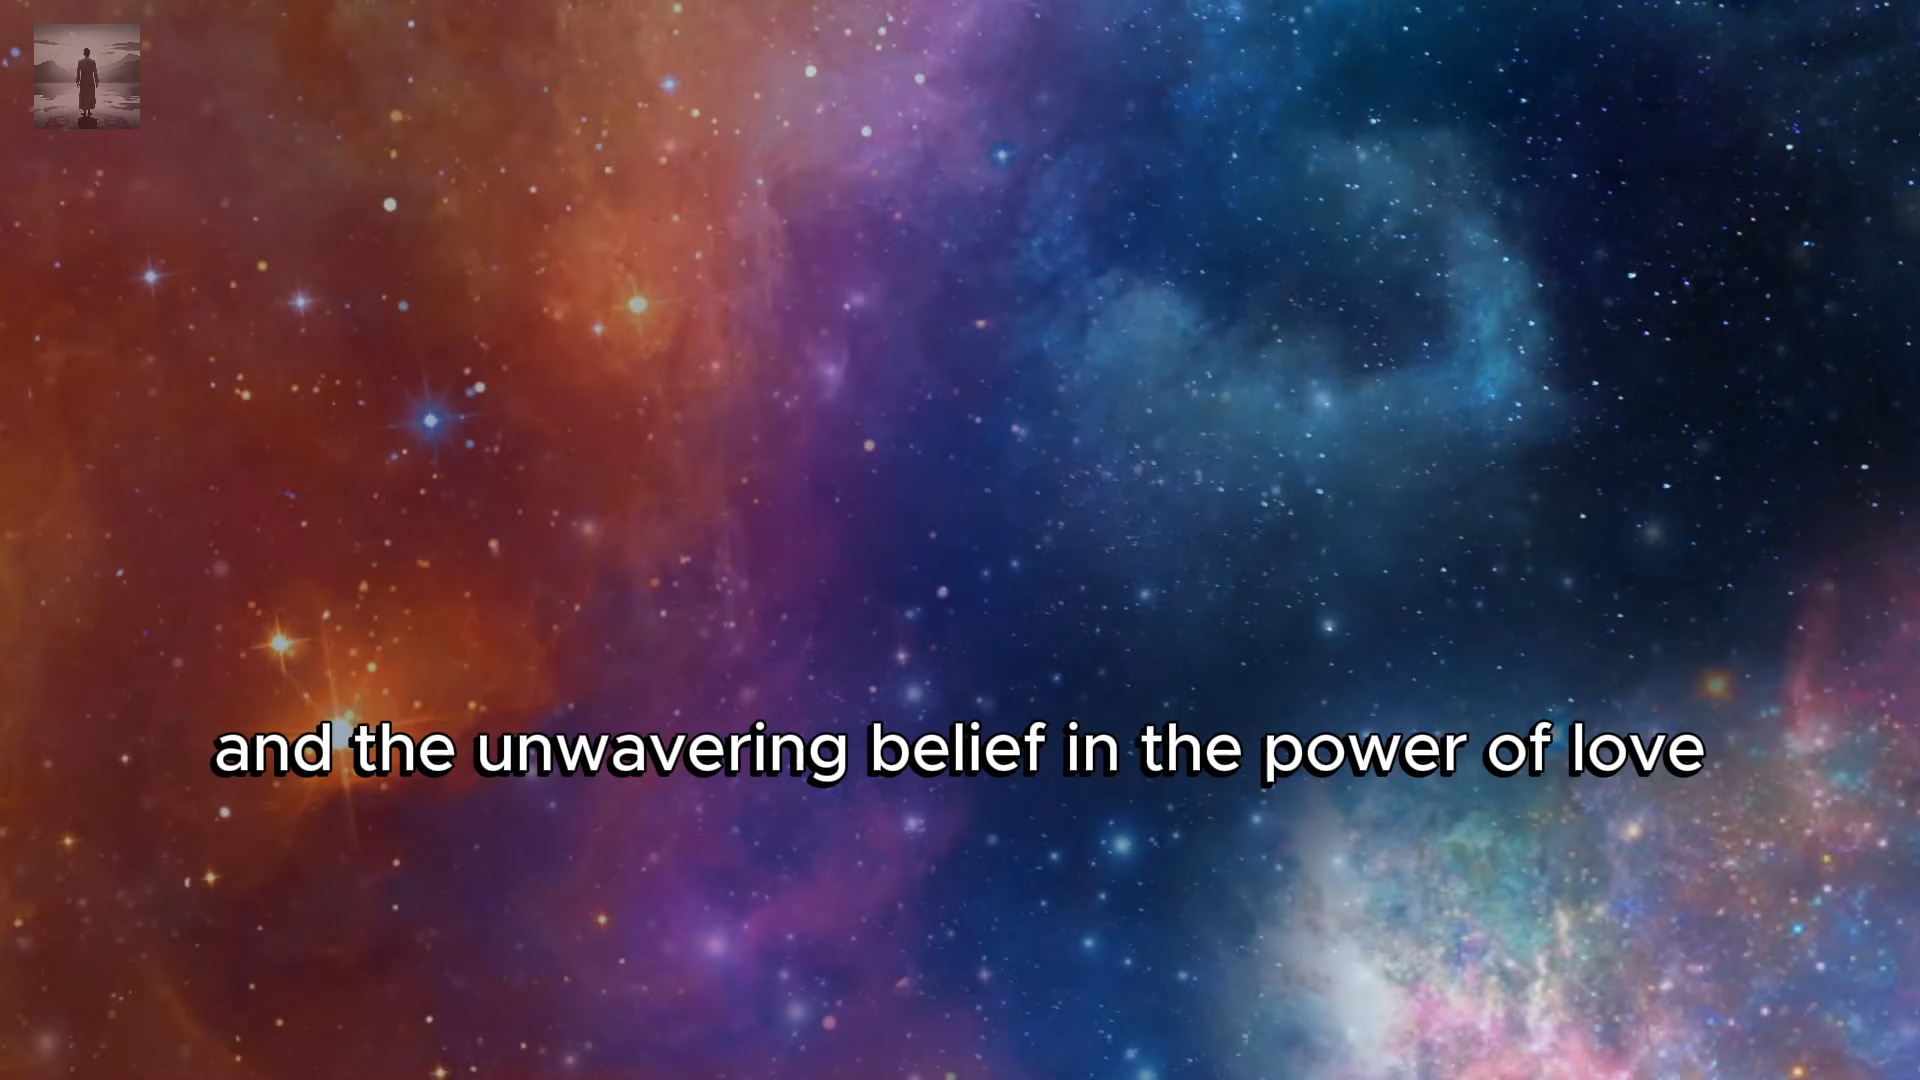 and the unwavering belief in the power of love